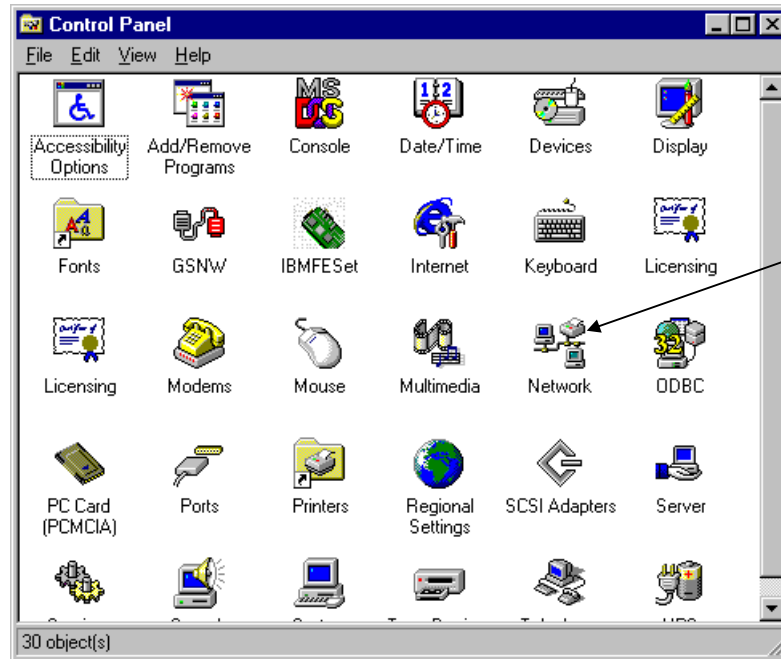 Control Panel
File Edit View Help
Accessibility Options
Add/Remove Programs
Console
Date/Time
Devices
Display
Fonts
GSNW
IBMFESet
Internet
Keyboard
Licensing
Licensing
Modems
Mouse
Multimedia
Network
ODBC
PC Card (PCMCIA)
Ports
Printers
Regional Settings
SCSI Adapters
Server
30 object(s)